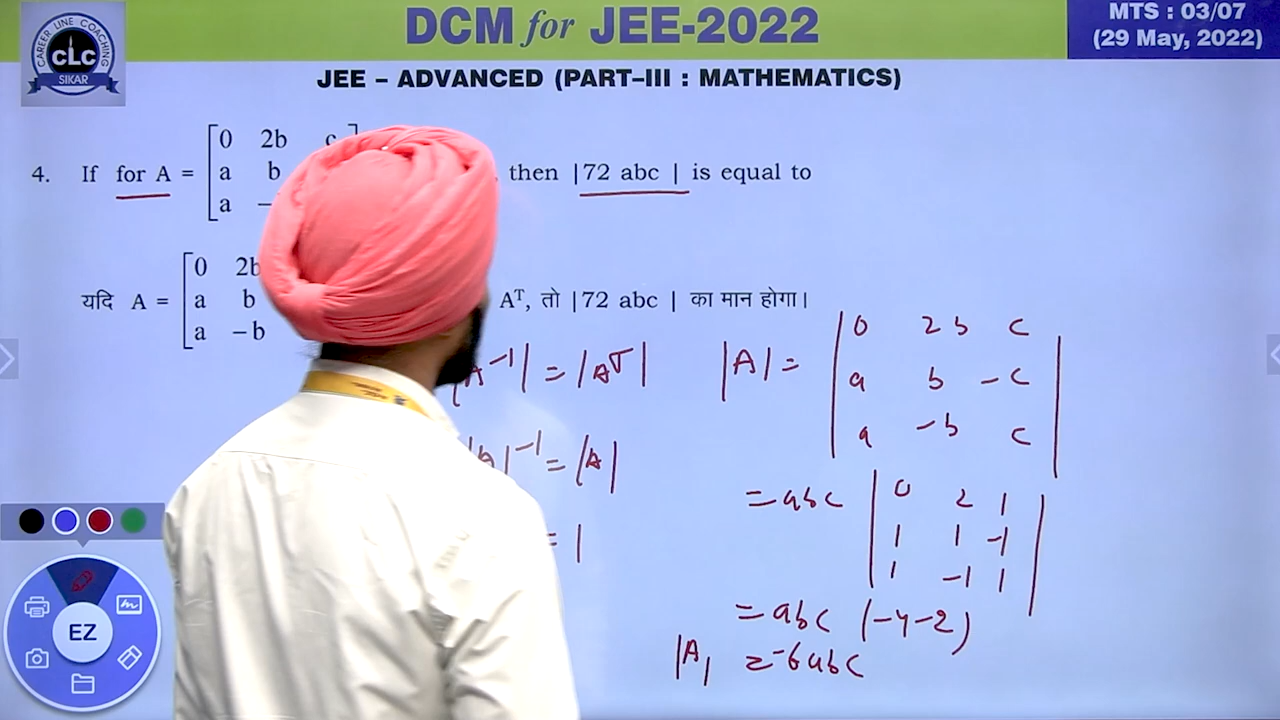 DCM for JEE-2022
MTS : 03/07
(29 May, 2022)
CAREER LINE COACHING
CLC
SIKAR
JEE – ADVANCED (PART–III : MATHEMATICS)
0 2b c
4. If for A = a b , then |72 abc | is equal to
a –
0 2b
यदि A = a b Aᵀ, तो |72 abc | का मान होगा।
a –b
0 2b c
|A⁻¹| = |Aᵀ| |A| = a b –c
a –b c
|A|⁻¹ = |A|
= abc 0 2 1
= 1 1 1 –1
1 –1 1
= abc (–4–2)
|A| = –6abc
EZ